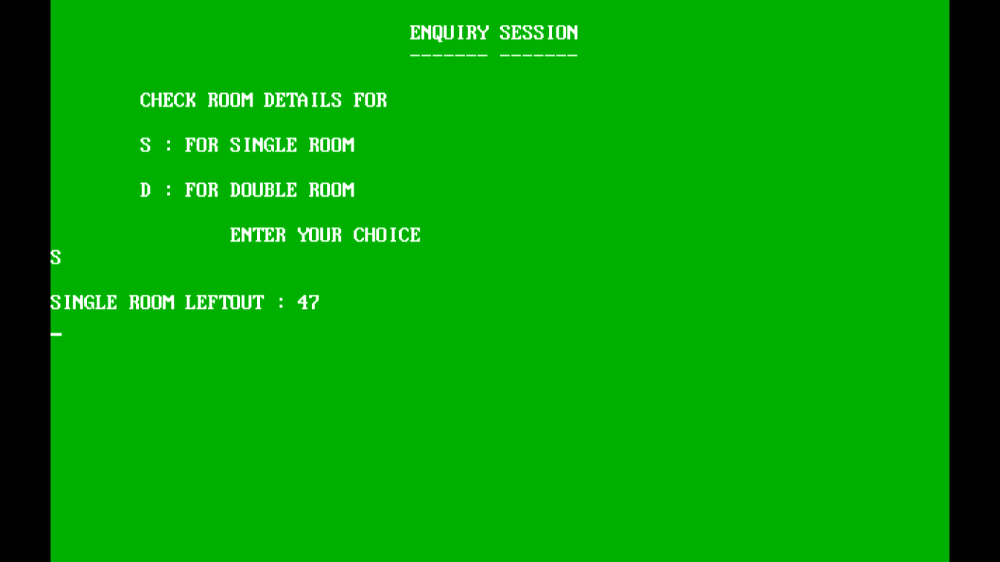 ENQUIRY SESSION
------- -------
CHECK ROOM DETAILS FOR
S : FOR SINGLE ROOM
D : FOR DOUBLE ROOM
ENTER YOUR CHOICE
S
SINGLE ROOM LEFTOUT : 47
_